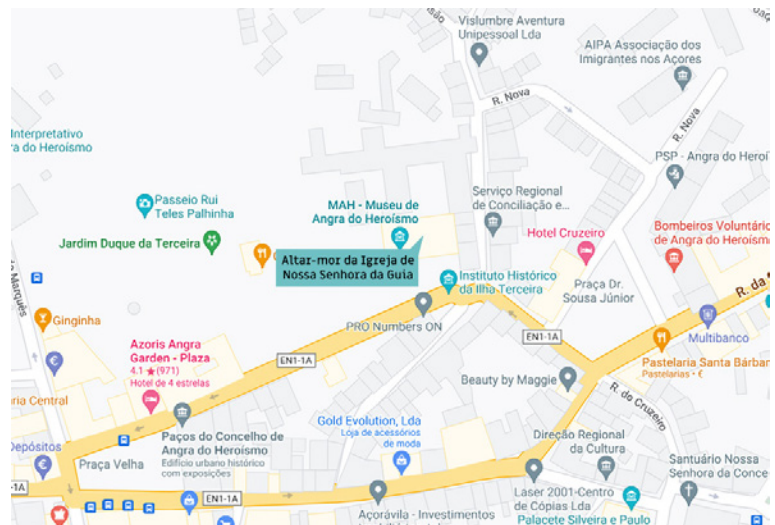 Vislumbre Aventura
Unipessoal Lda
AIPA Associação dos
Imigrantes nos Açores
R. Nova
R. Nova
Interpretativo
ra do Heroísmo
PSP - Angra do Heroí
Passeio Rui
Teles Palhinha
MAH - Museu de
Angra do Heroísmo
Serviço Regional
de Conciliação e...
Hotel Cruzeiro
Bombeiros Voluntário
de Angra do Heroísmo
Jardim Duque da Terceira
Altar-mor da Igreja de
Nossa Senhora da Guia
Instituto Histórico
da Ilha Terceira
Praça Dr.
Sousa Júnior
R. da
Ginginha
PRO Numbers ON
EN1-1A
EN1-1A
Multibanco
Azoris Angra
Garden - Plaza
4.1 ★ (971)
Hotel de 4 estrelas
Pastelaria Santa Bárbar
Pastelarias • €
ria Central
Beauty by Maggie
R. do Cruzeiro
Depósitos
Praça Velha
Paços do Concelho de
Angra do Heroísmo
Edifício urbano histórico
com exposições
Gold Evolution, Lda
Loja de acessórios
de moda
Direção Regional
da Cultura
Santuário Nossa
Senhora da Conce
EN1-1A
Açorávila - Investimentos
Laser 2001-Centro
de Cópias Lda
Palacete Silveira e Paulo